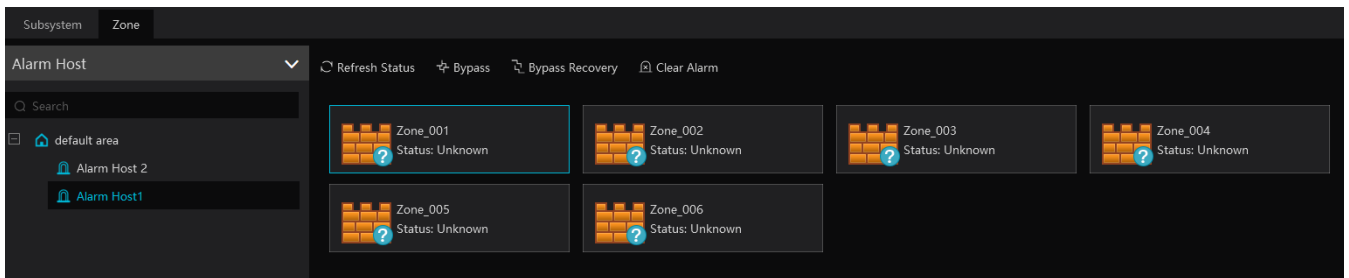 Subsystem Zone
Alarm Host
Refresh Status Bypass Bypass Recovery Clear Alarm
Search
default area
Alarm Host 2
Alarm Host1
Zone_001
Status: Unknown
Zone_002
Status: Unknown
Zone_003
Status: Unknown
Zone_004
Status: Unknown
Zone_005
Status: Unknown
Zone_006
Status: Unknown